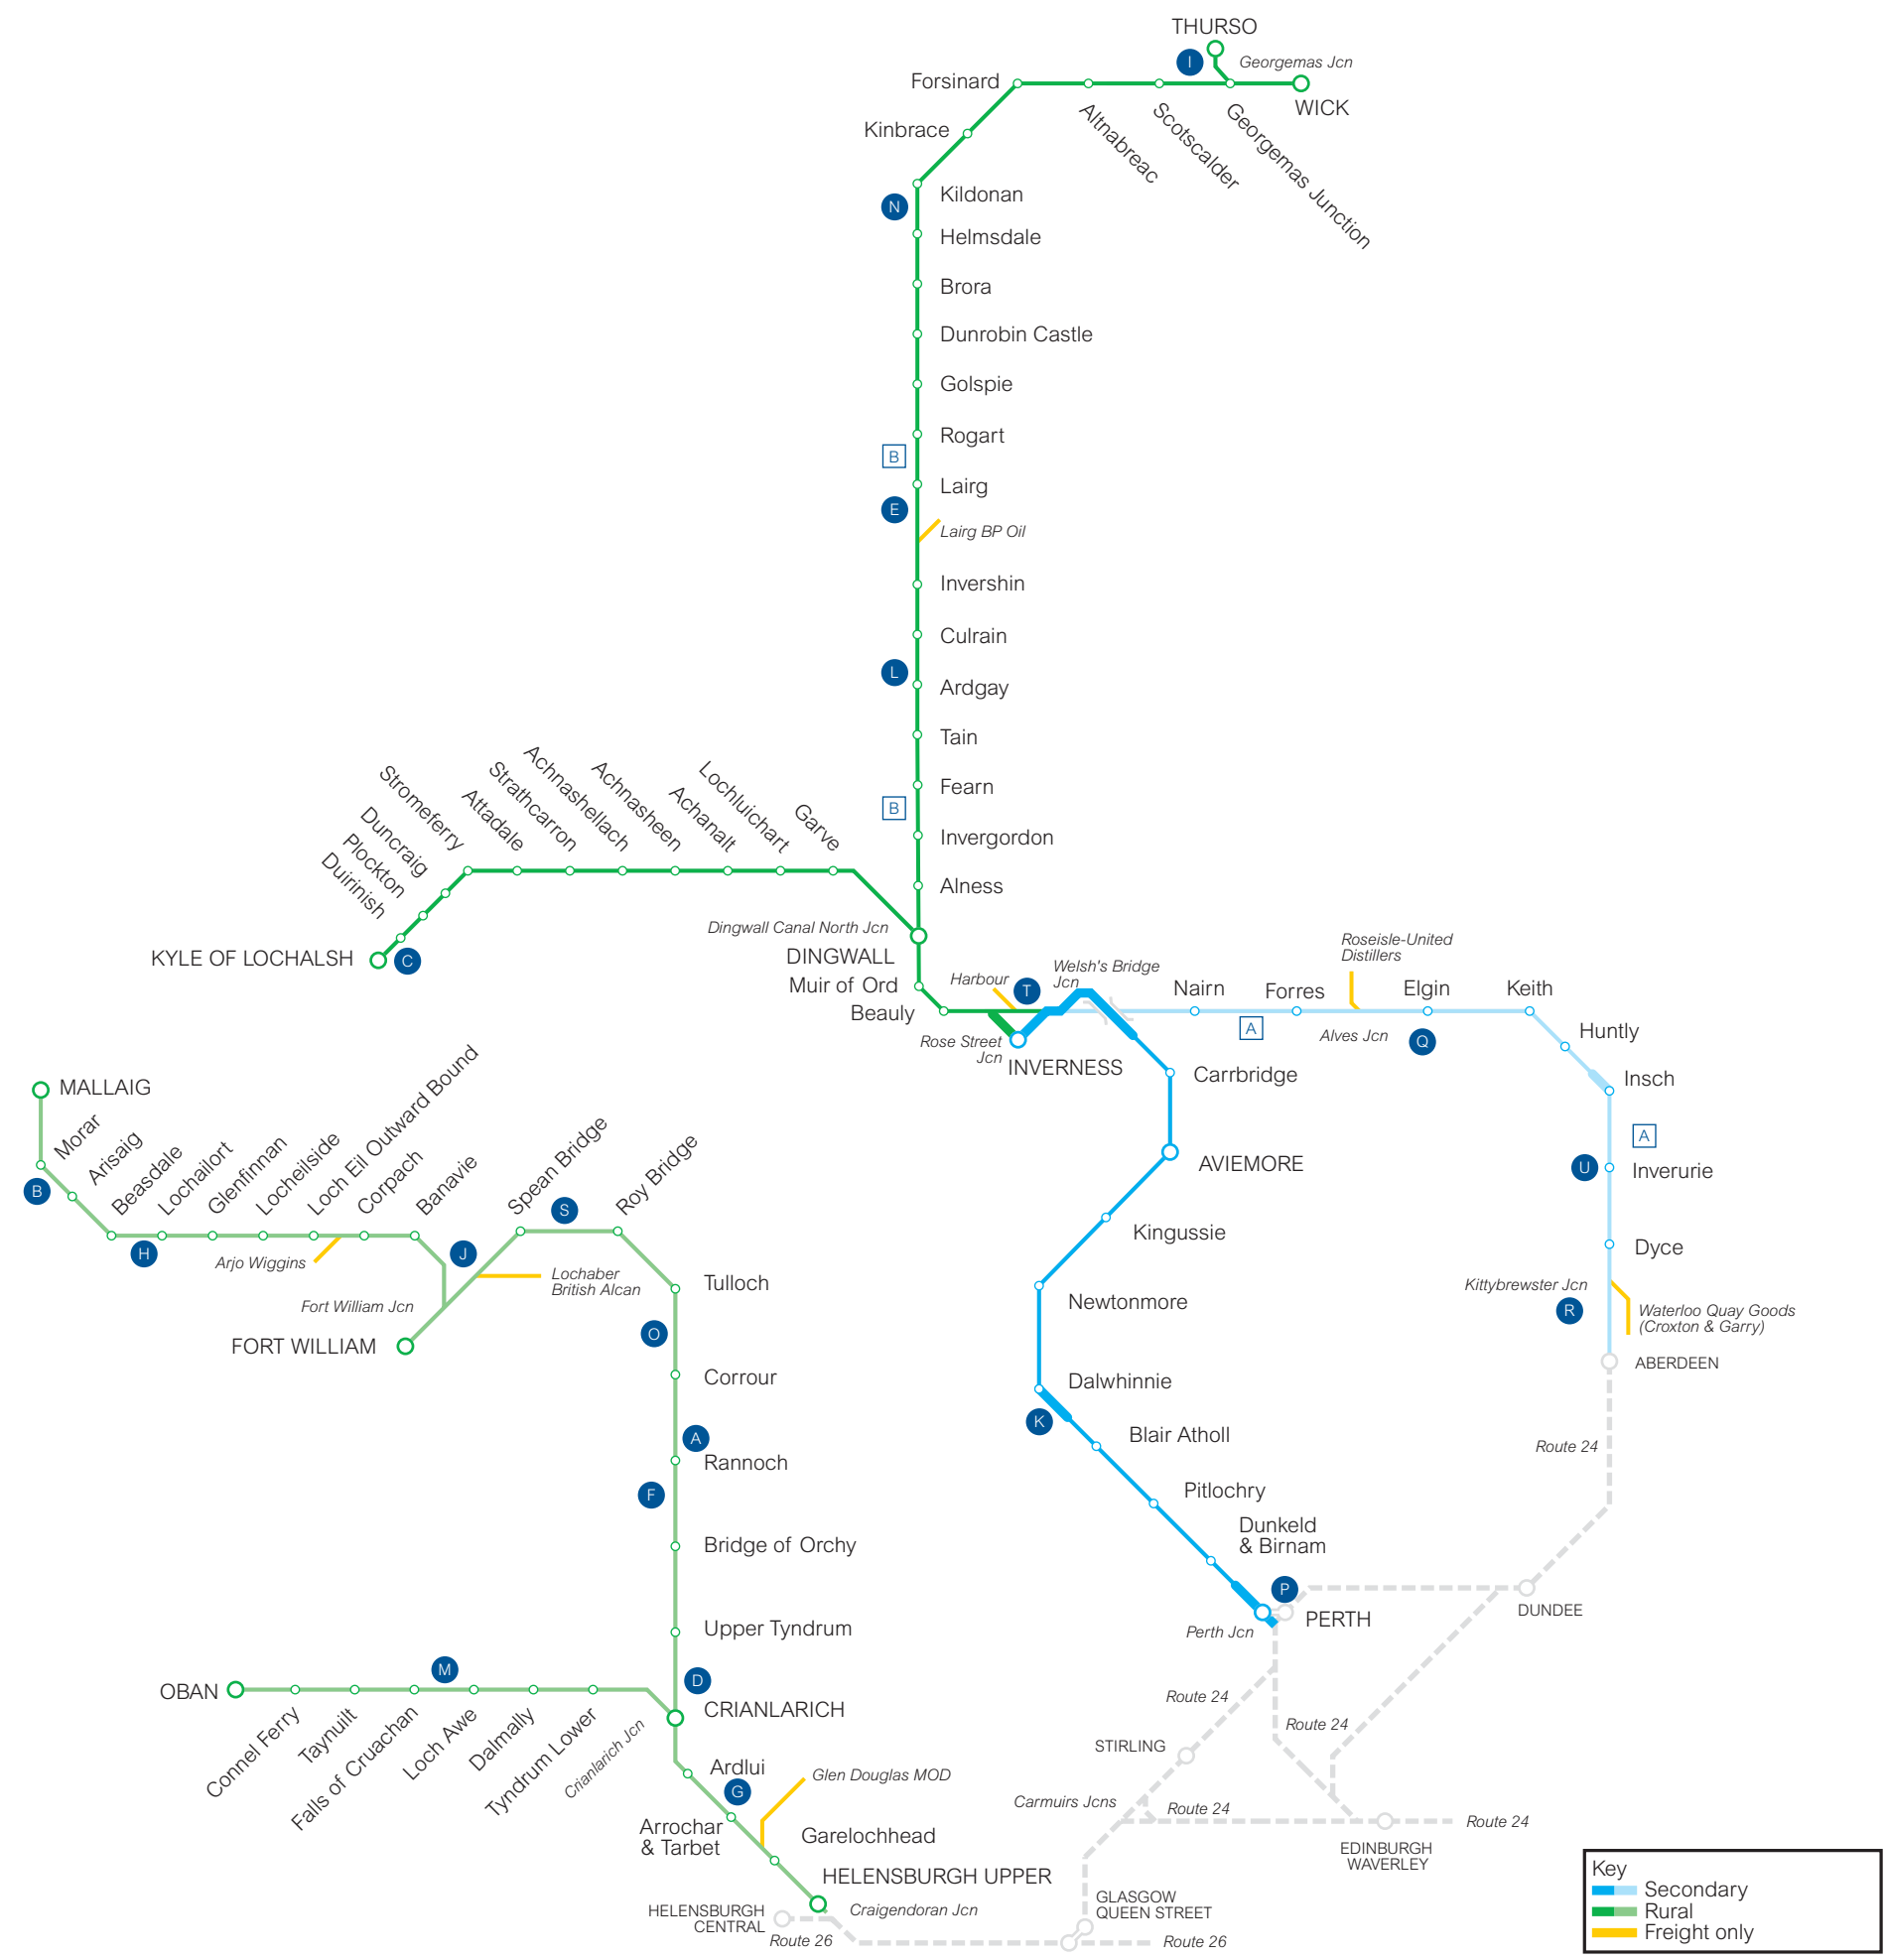 THURSO
I
Georgemas Jcn
Forsinard
WICK
Altnabreac
Scotscalder
Georgemas Junction
Kinbrace
Kildonan
N
Helmsdale
Brora
Dunrobin Castle
Golspie
Rogart
B
Lairg
E
Lairg BP Oil
Invershin
Culrain
L
Ardgay
Tain
Fearn
B
Invergordon
Alness
Stromeferry
Attadale
Strathcarron
Achnashellach
Achnasheen
Achanalt
Lochluichart
Garve
Duncraig
Plockton
Duirinish
KYLE OF LOCHALSH
C
Dingwall Canal North Jcn
DINGWALL
Muir of Ord
Beauly
Harbour
T
Welsh's Bridge
Jcn
Rose Street
Jcn
INVERNESS
Nairn
Forres
A
Roseisle-United
Distillers
Alves Jcn
Elgin
Q
Keith
Huntly
Insch
A
U
Inverurie
Dyce
Kittybrewster Jcn
R
Waterloo Quay Goods
(Croxton & Garry)
ABERDEEN
Route 24
Carrbridge
AVIEMORE
Kingussie
Newtonmore
Dalwhinnie
K
Blair Atholl
Pitlochry
Dunkeld
& Birnam
P
PERTH
Perth Jcn
DUNDEE
MALLAIG
Morar
B
Arisaig
Beasdale
H
Lochailort
Glenfinnan
Locheilside
Loch Eil Outward Bound
Corpach
Banavie
Arjo Wiggins
J
Spean Bridge
S
Roy Bridge
Lochaber
British Alcan
Fort William Jcn
FORT WILLIAM
Tulloch
O
Corrour
A
Rannoch
F
Bridge of Orchy
Upper Tyndrum
D
CRIANLARICH
OBAN
M
Connel Ferry
Taynuilt
Falls of Cruachan
Loch Awe
Dalmally
Tyndrum Lower
Crianlarich Jcn
Ardlui
G
Glen Douglas MOD
Arrochar
& Tarbet
Garelochhead
HELENSBURGH UPPER
Craigendoran Jcn
HELENSBURGH
CENTRAL
Route 26
Route 24
Route 24
STIRLING
Carmuirs Jcns
Route 24
Route 24
EDINBURGH
WAVERLEY
GLASGOW
QUEEN STREET
Route 26
Key
Secondary
Rural
Freight only